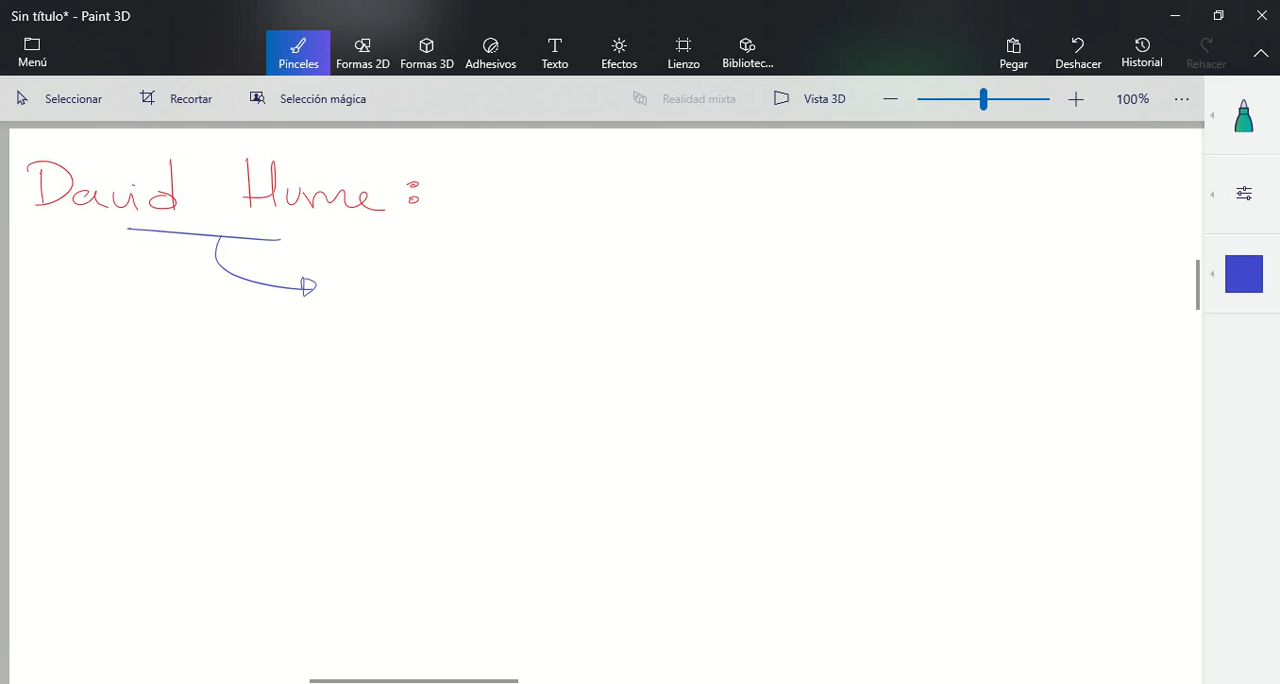 Sin título* - Paint 3D
Menú
Pinceles
Formas 2D
Formas 3D
Adhesivos
Texto
Efectos
Lienzo
Bibliotec...
Pegar
Deshacer
Historial
Rehacer
Seleccionar
Recortar
Selección mágica
Realidad mixta
Vista 3D
100%
David Hume: